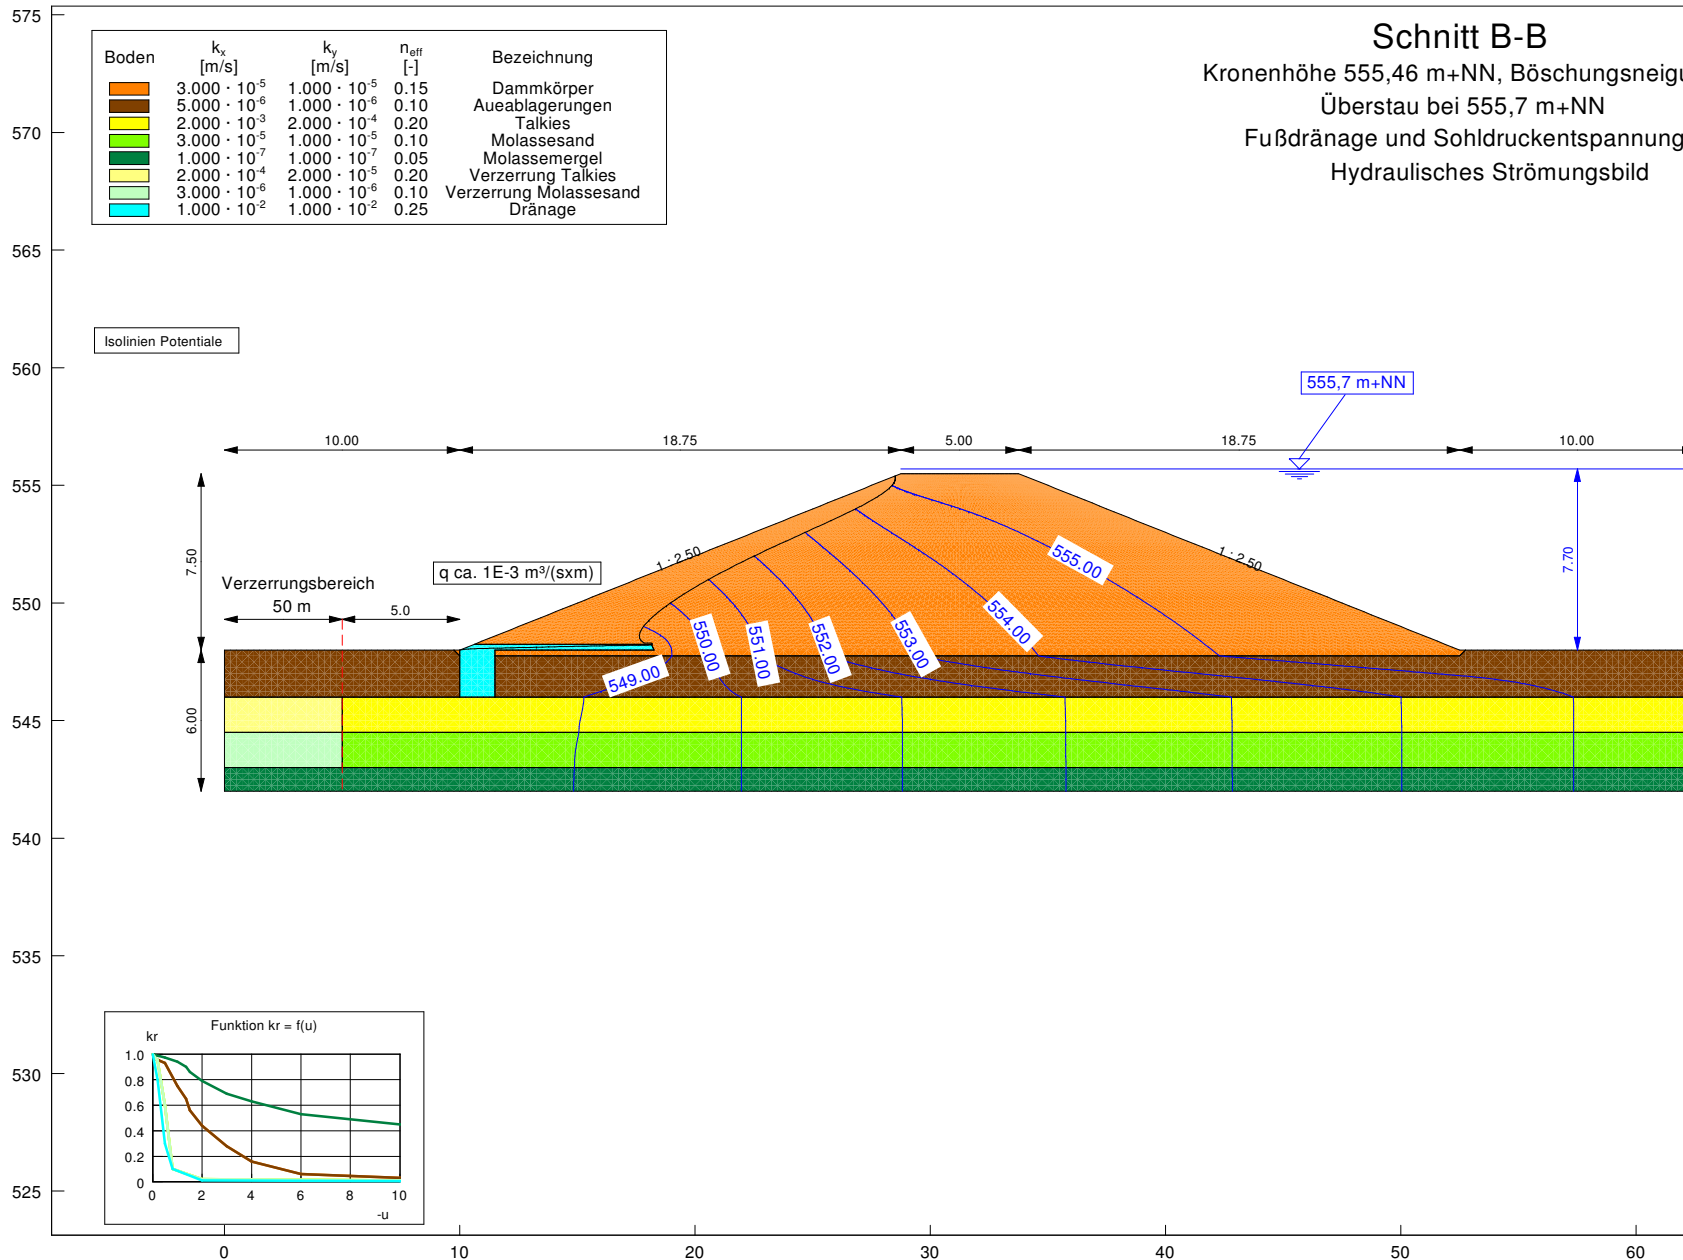 Schnitt B-B
Kronenhöhe 555,46 m+NN, Böschungsneigu
Überstau bei 555,7 m+NN
Fußdränage und Sohldruckentspannung
Hydraulisches Strömungsbild
Boden kx [m/s] ky [m/s] neff [-] Bezeichnung
3.000 · 10-5 1.000 · 10-5 0.15 Dammkörper
5.000 · 10-6 1.000 · 10-6 0.10 Aueablagerungen
2.000 · 10-3 2.000 · 10-4 0.20 Talkies
3.000 · 10-5 1.000 · 10-5 0.10 Molassesand
1.000 · 10-7 1.000 · 10-7 0.05 Molassemergel
2.000 · 10-4 2.000 · 10-5 0.20 Verzerrung Talkies
3.000 · 10-6 1.000 · 10-6 0.10 Verzerrung Molassesand
1.000 · 10-2 1.000 · 10-2 0.25 Dränage
Isolinien Potentiale
555,7 m+NN
10.00 18.75 5.00 18.75 10.00
7.50
6.00
7.70
1 : 2.50
1 : 2.50
q ca. 1E-3 m³/(sxm)
Verzerrungsbereich
50 m 5.0
549.00
550.00
551.00
552.00
553.00
554.00
555.00
575
570
565
560
555
550
545
540
535
530
525
0 10 20 30 40 50 60
Funktion kr = f(u)
kr
1.0
0.8
0.6
0.4
0.2
0
0 2 4 6 8 10
-u